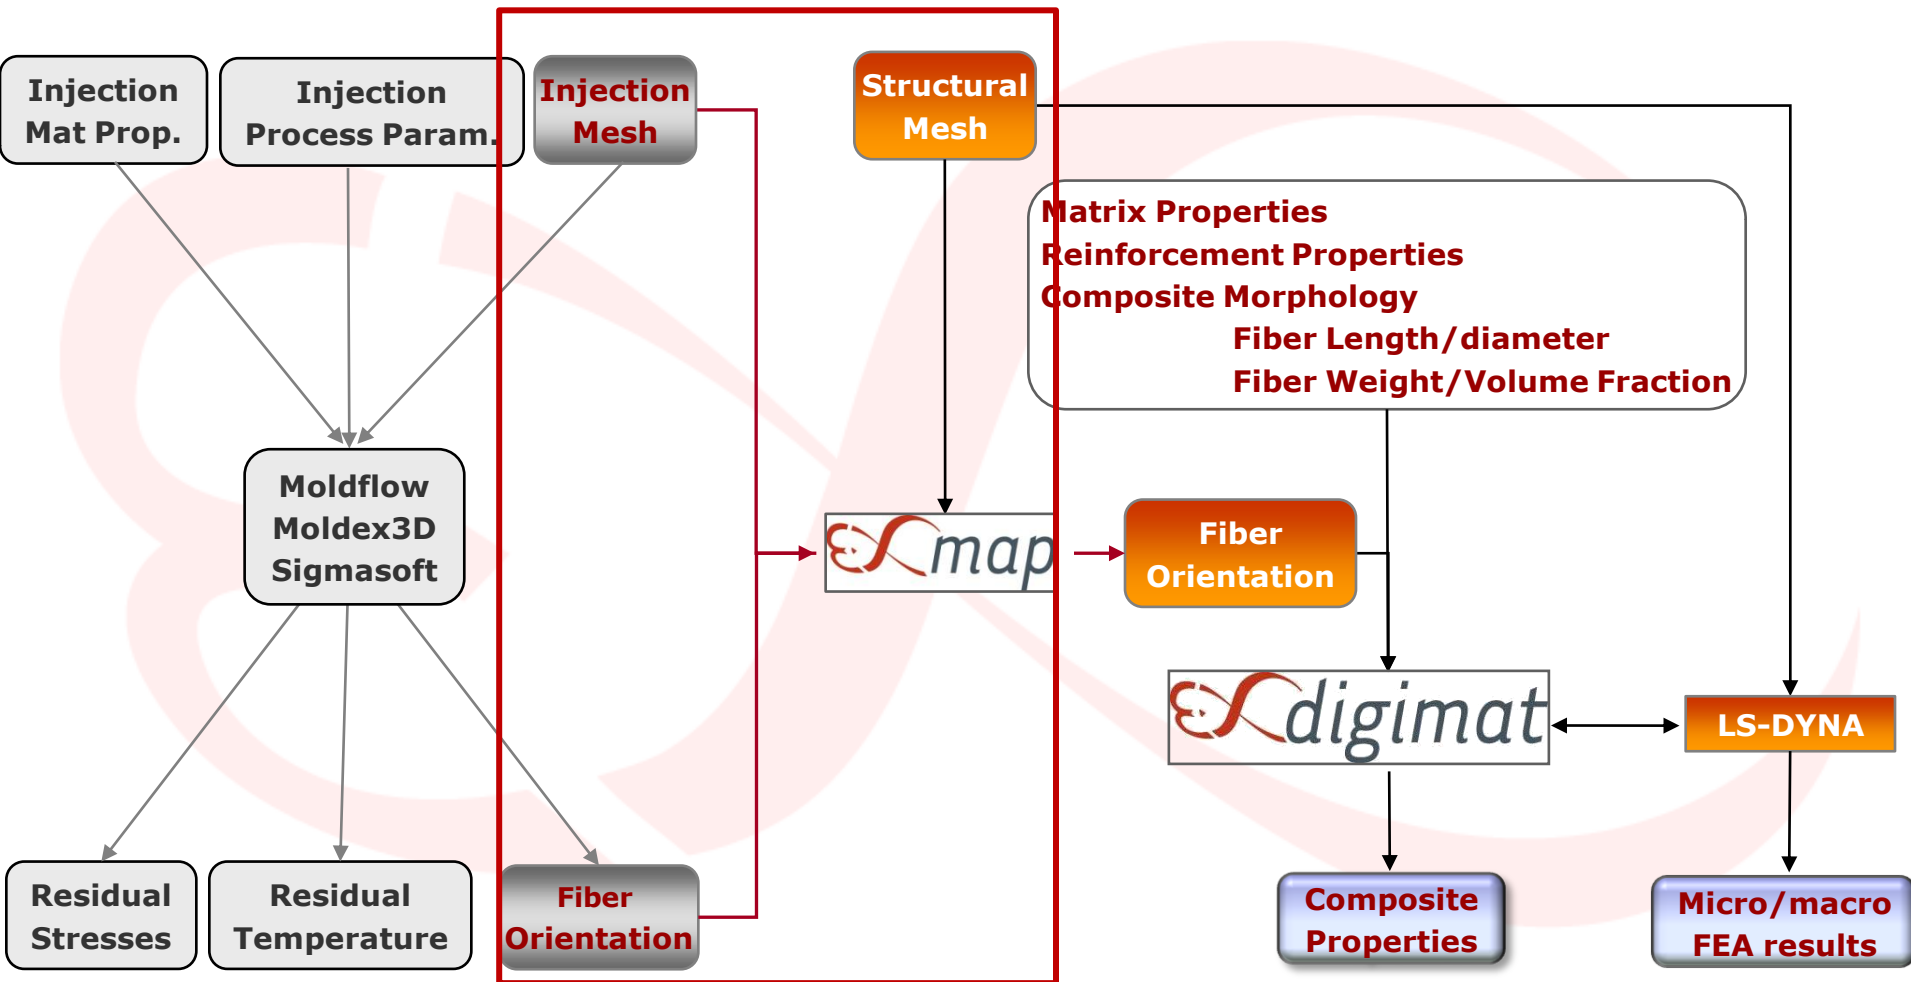 Injection
Mat Prop.
Injection
Process Param.
Injection
Mesh
Structural
Mesh
Matrix Properties
Reinforcement Properties
Composite Morphology
Fiber Length/diameter
Fiber Weight/Volume Fraction
Moldflow
Moldex3D
Sigmasoft
map
Fiber
Orientation
digimat
LS-DYNA
Residual
Stresses
Residual
Temperature
Fiber
Orientation
Composite
Properties
Micro/macro
FEA results